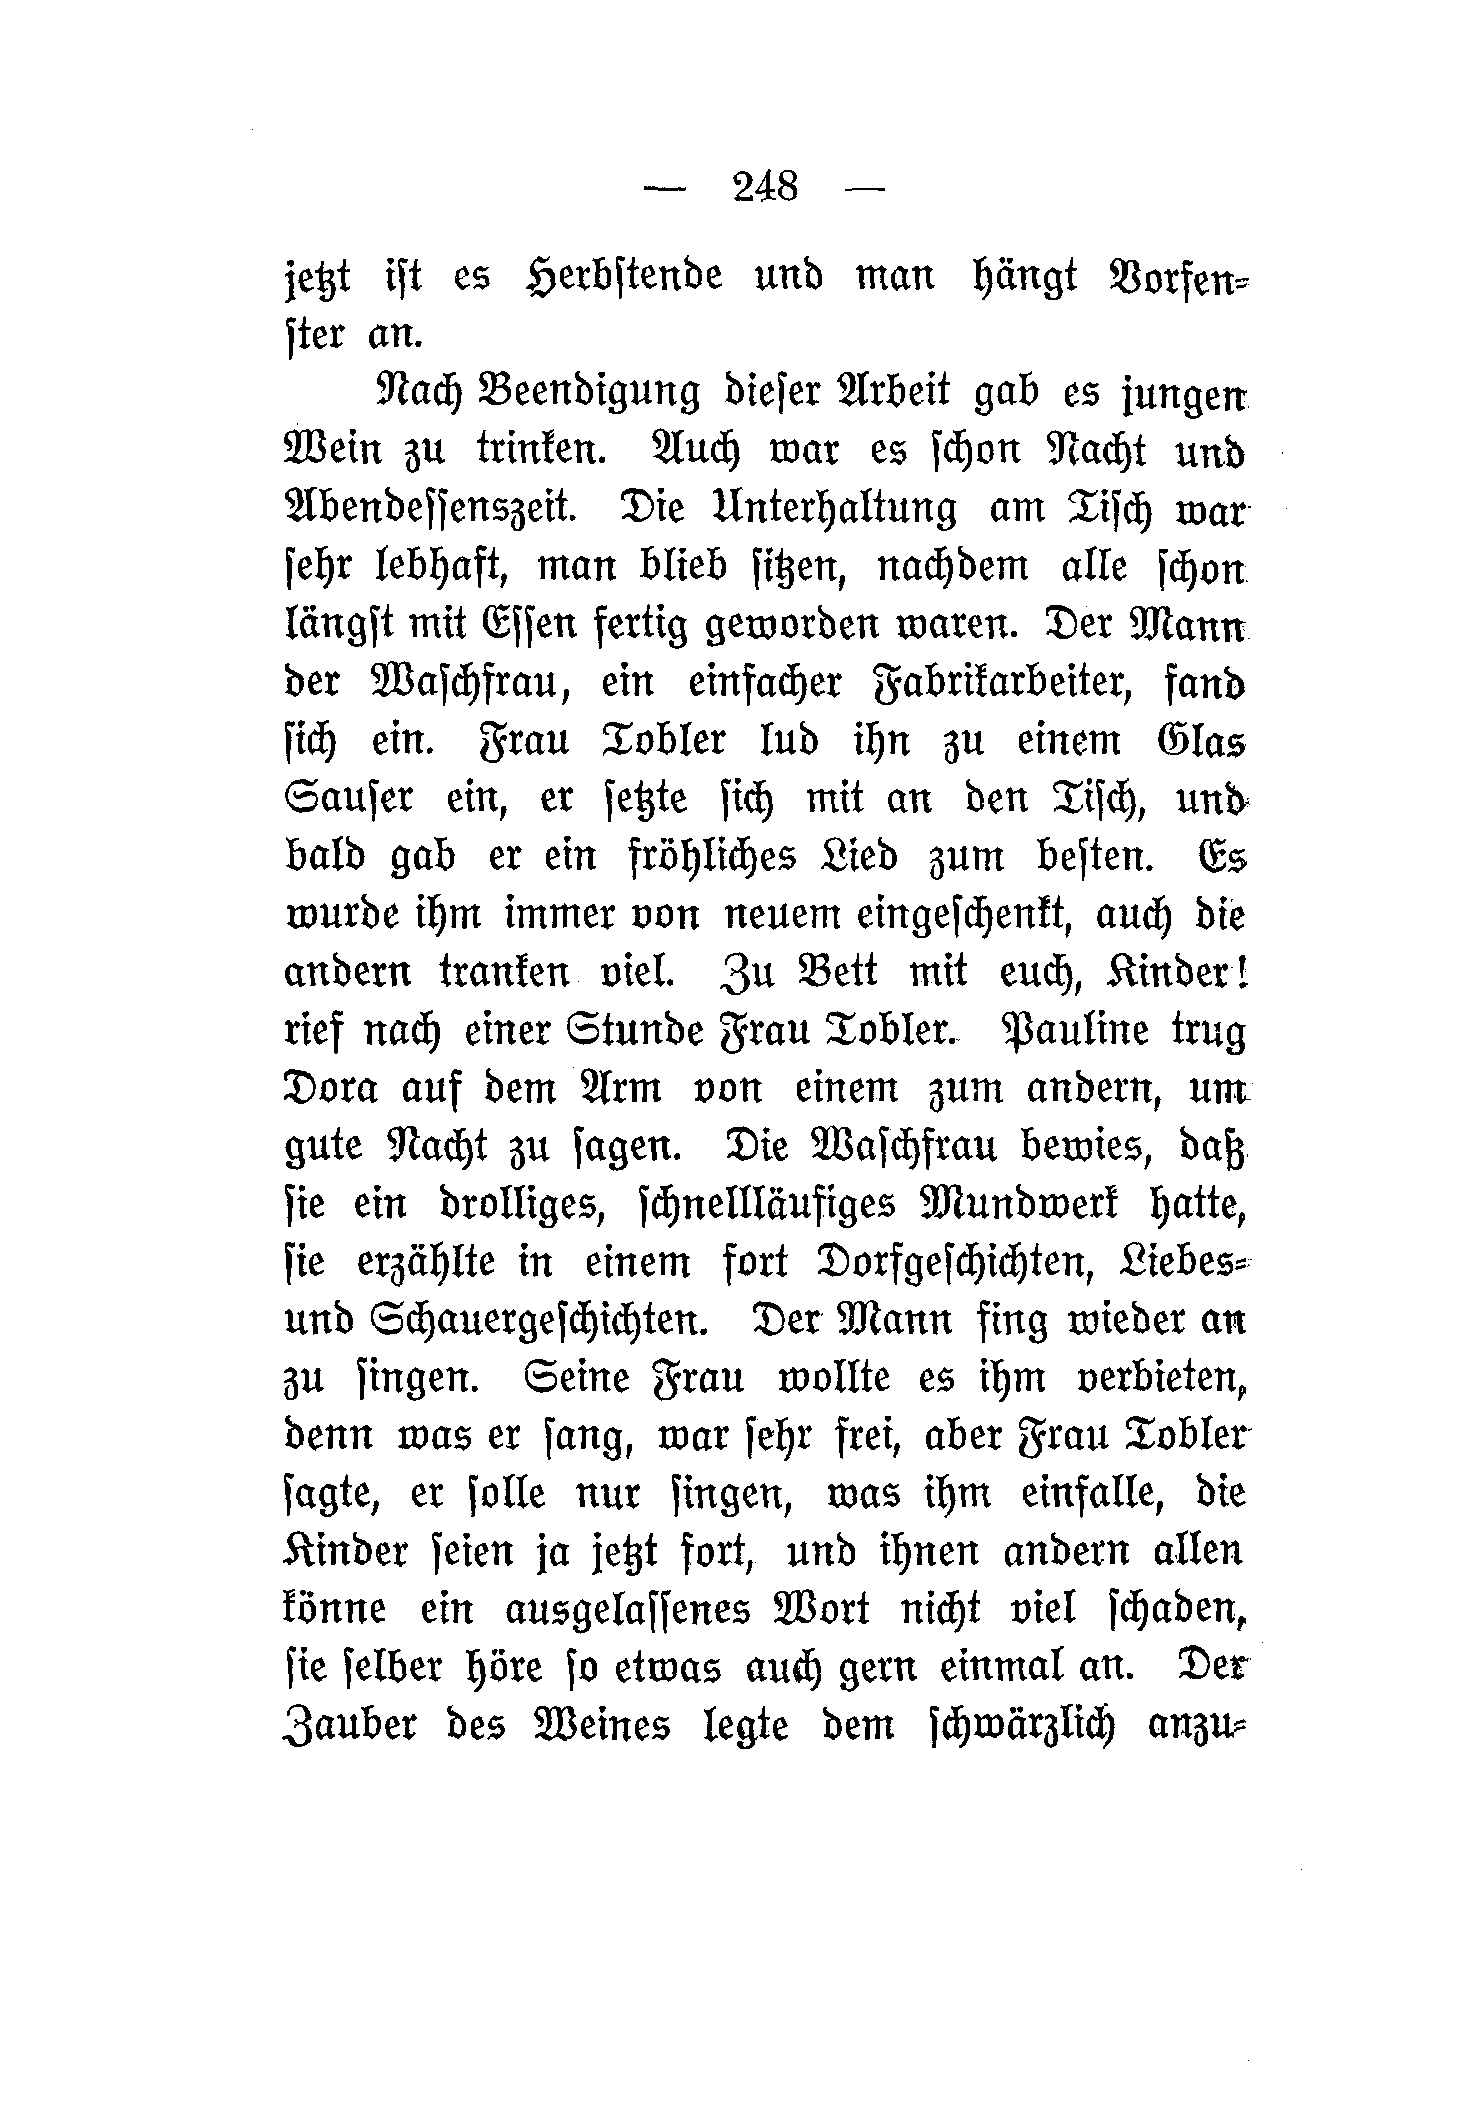 — 248 —
jetzt ist es Herbstende und man hängt Vorfen-
ster an.
Nach Beendigung dieser Arbeit gab es jungen
Wein zu trinken. Auch war es schon Nacht und
Abendessenszeit. Die Unterhaltung am Tisch war
sehr lebhaft, man blieb sitzen, nachdem alle schon
längst mit Essen fertig geworden waren. Der Mann
der Waschfrau, ein einfacher Fabrikarbeiter, fand
sich ein. Frau Tobler lud ihn zu einem Glas
Sauser ein, er setzte sich mit an den Tisch, und
bald gab er ein fröhliches Lied zum besten. Es
wurde ihm immer von neuem eingeschenkt, auch die
andern tranken viel. Zu Bett mit euch, Kinder!
rief nach einer Stunde Frau Tobler. Pauline trug
Dora auf dem Arm von einem zum andern, um
gute Nacht zu sagen. Die Waschfrau bewies, daß
sie ein drolliges, schnellläufiges Mundwerk hatte,
sie erzählte in einem fort Dorfgeschichten, Liebes-
und Schauergeschichten. Der Mann fing wieder an
zu singen. Seine Frau wollte es ihm verbieten,
denn was er sang, war sehr frei, aber Frau Tobler
sagte, er solle nur singen, was ihm einfalle, die
Kinder seien ja jetzt fort, und ihnen andern allen
könne ein ausgelassenes Wort nicht viel schaden,
sie selber höre so etwas auch gern einmal an. Der
Zauber des Weines legte dem schwärzlich anzu-